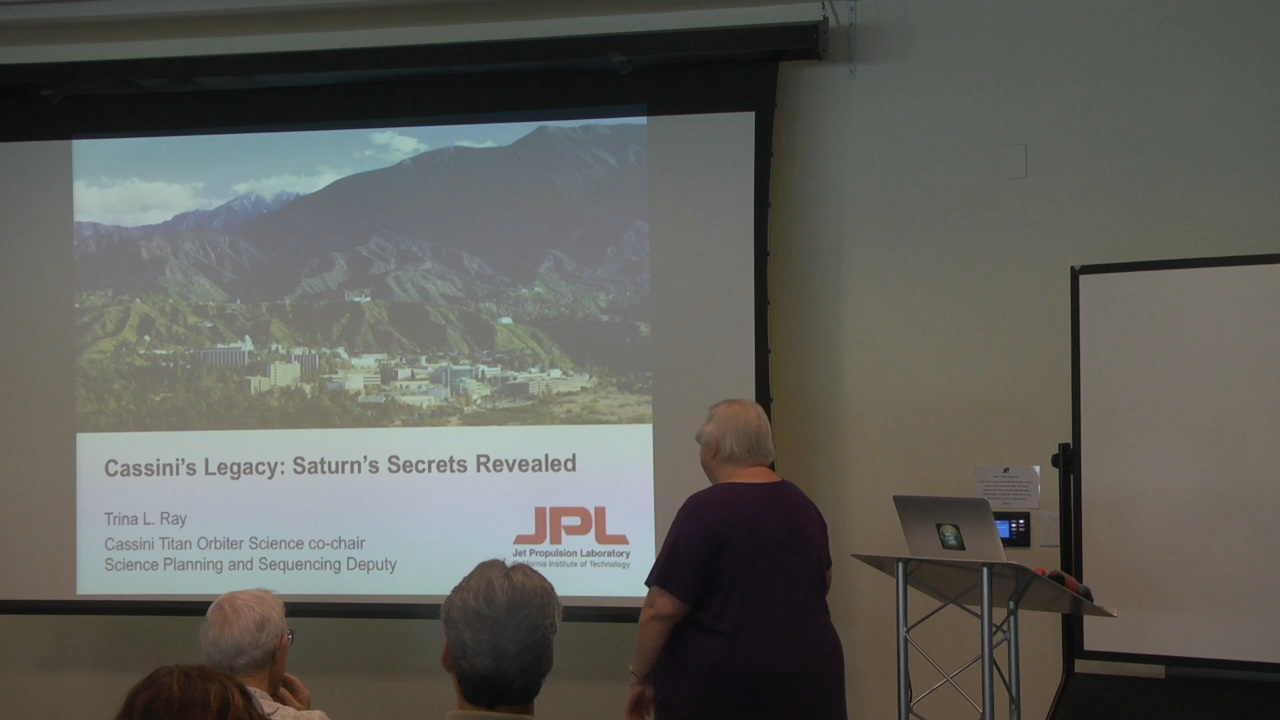 Cassini's Legacy: Saturn's Secrets Revealed
Trina L. Ray
Cassini Titan Orbiter Science co-chair
Science Planning and Sequencing Deputy
JPL
Jet Propulsion Laboratory
California Institute of Technology